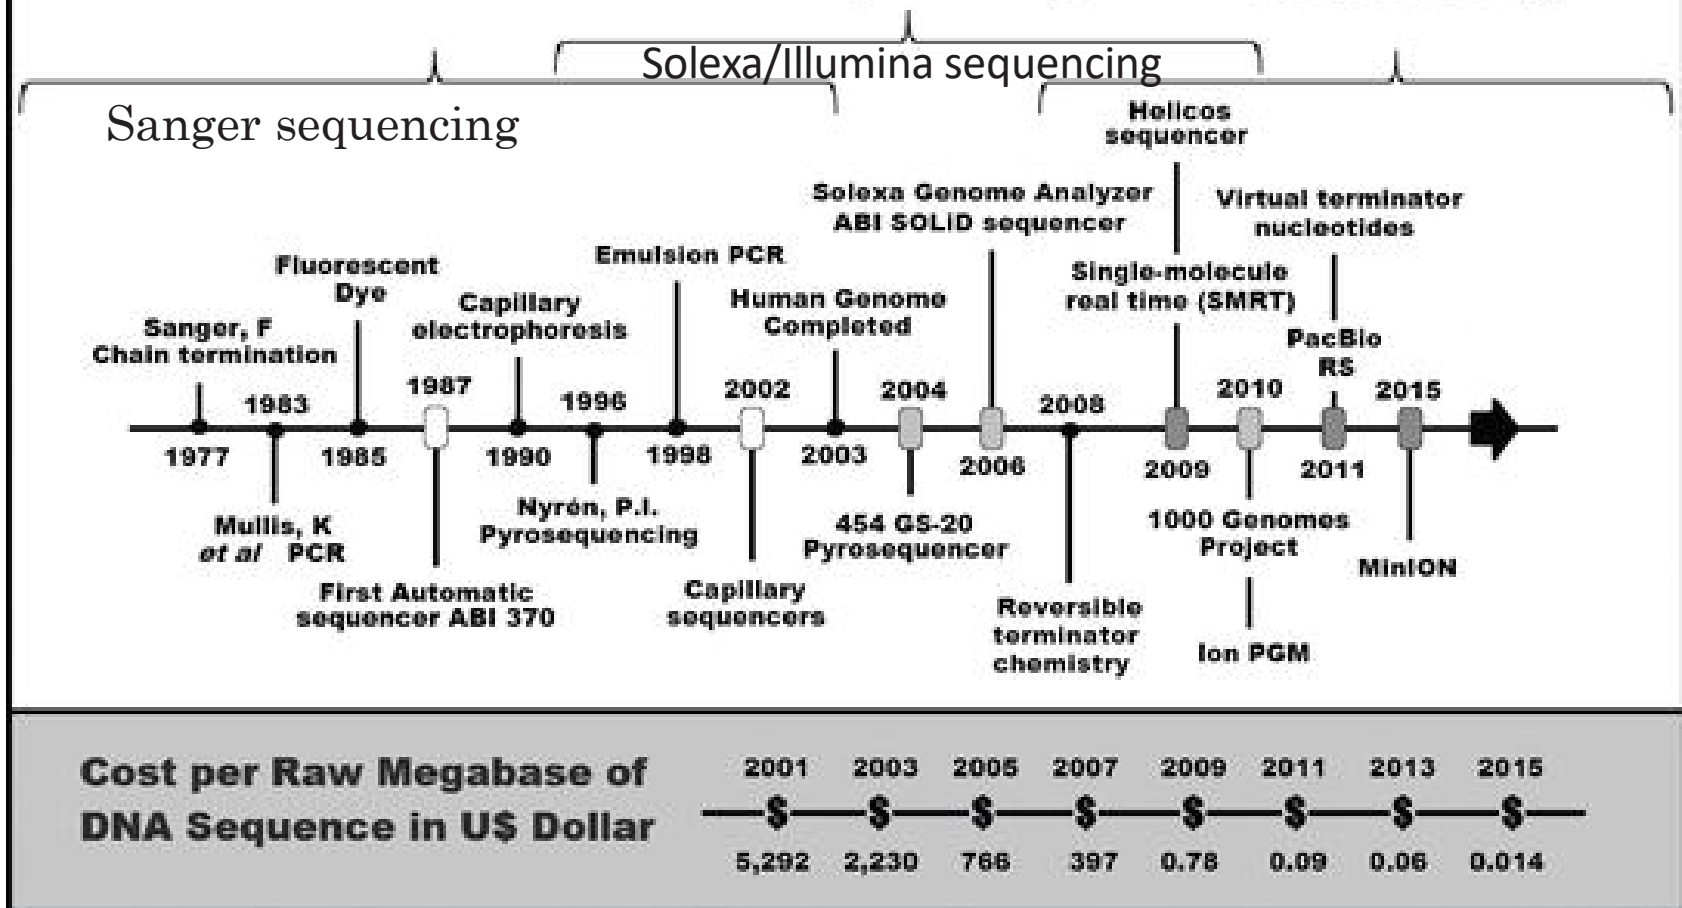 Solexa/Illumina sequencing
Sanger sequencing
Helicos
sequencer
Solexa Genome Analyzer
ABI SOLiD sequencer
Virtual terminator
nucleotides
Emulsion PCR
Fluorescent
Dye
Single-molecule
real time (SMRT)
Capillary
electrophoresis
Human Genome
Completed
Sanger, F
Chain termination
PacBio
RS
1983
1987
1996
2002
2004
2008
2010
2015
1977
1985
1990
1998
2003
2006
2009
2011
Mullis, K
et al PCR
Nyrén, P.I.
Pyrosequencing
454 GS-20
Pyrosequencer
1000 Genomes
Project
MinION
First Automatic
sequencer ABI 370
Capillary
sequencers
Reversible
terminator
chemistry
Ion PGM
Cost per Raw Megabase of
DNA Sequence in U$ Dollar
2001 2003 2005 2007 2009 2011 2013 2015
$ $ $ $ $ $ $ $
5,292 2,230 766 397 0.78 0.09 0.06 0.014